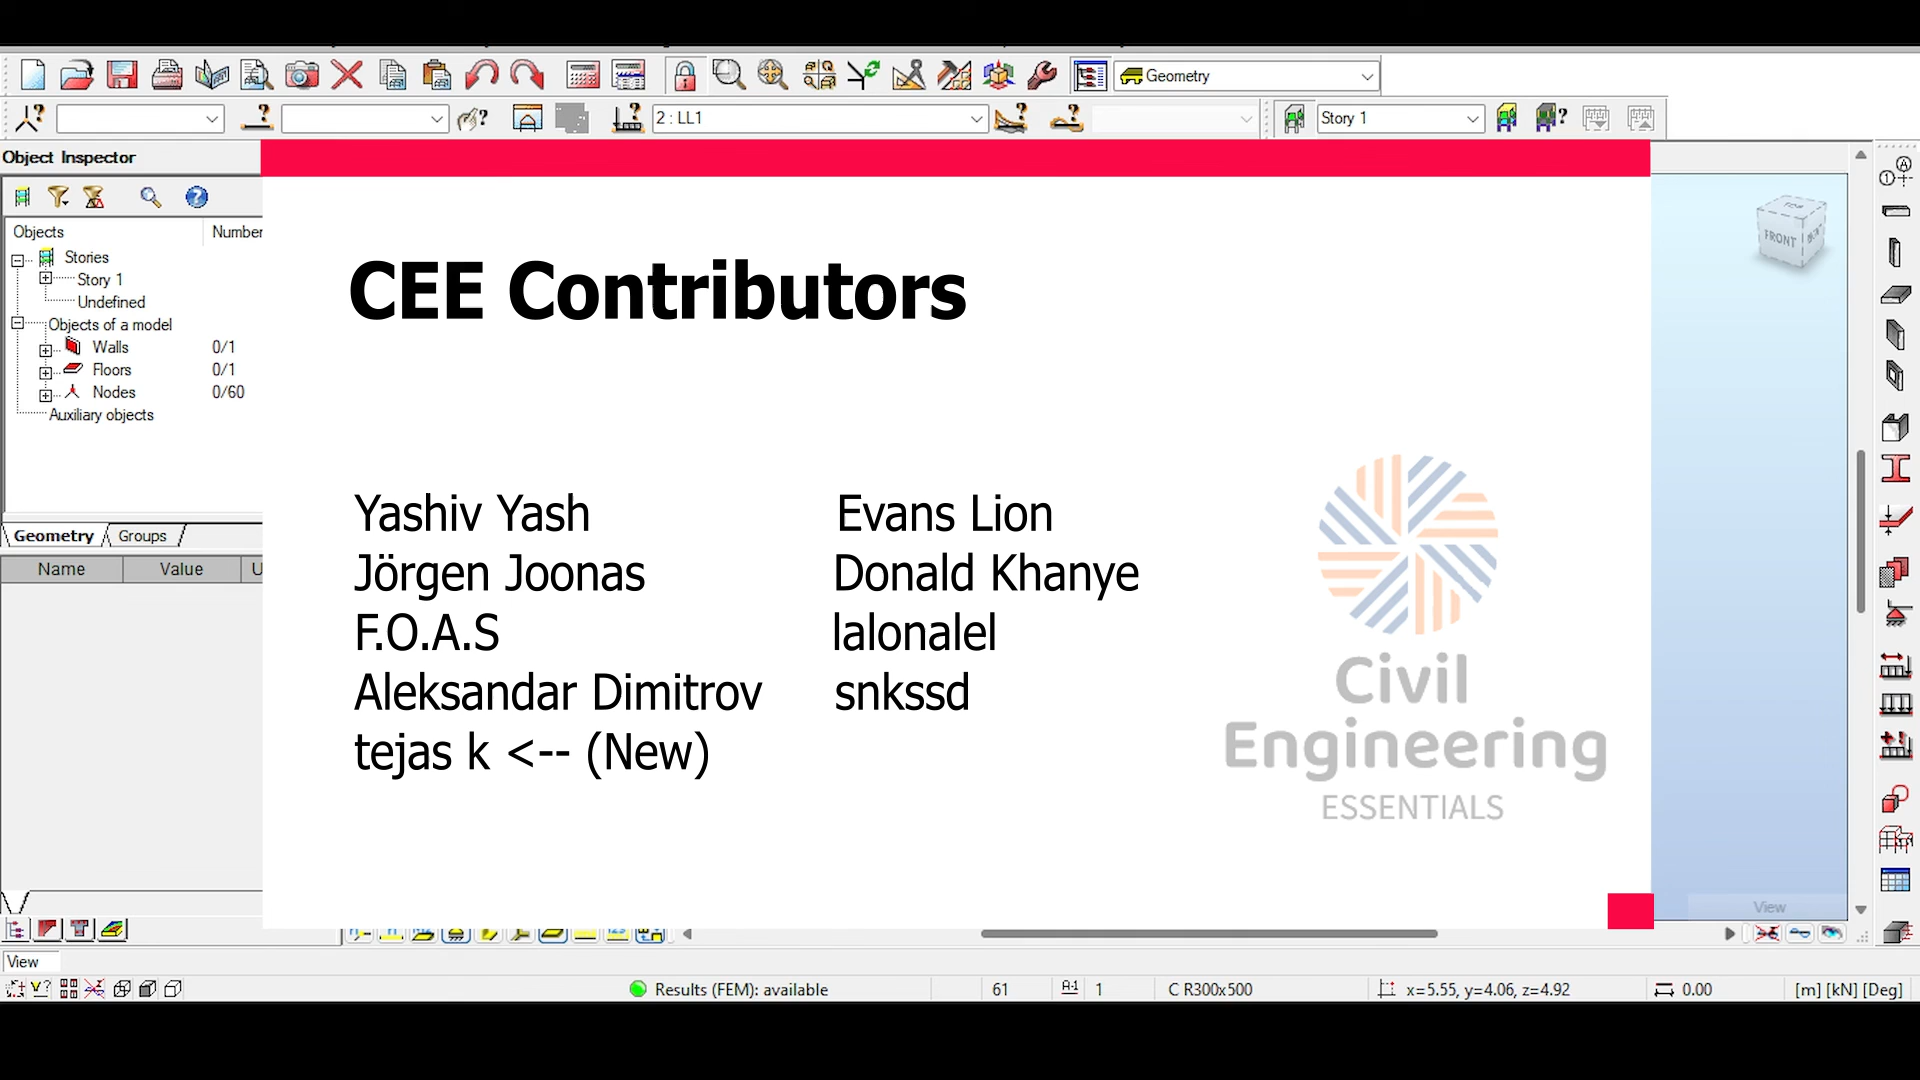 Geometry
2 : LL1
Story 1
Object Inspector
Objects Number
Stories
Story 1
Undefined
Objects of a model
Walls 0/1
Floors 0/1
Nodes 0/60
Auxiliary objects
Geometry Groups
Name Value U
CEE Contributors
Yashiv Yash Evans Lion
Jörgen Joonas Donald Khanye
F.O.A.S lalonalel
Aleksandar Dimitrov snkssd
tejas k <-- (New)
Civil
Engineering
ESSENTIALS
FRONT
TOP
View
View
Results (FEM): available 61 1 C R300x500 x=5.55, y=4.06, z=4.92 0.00 [m] [kN] [Deg]